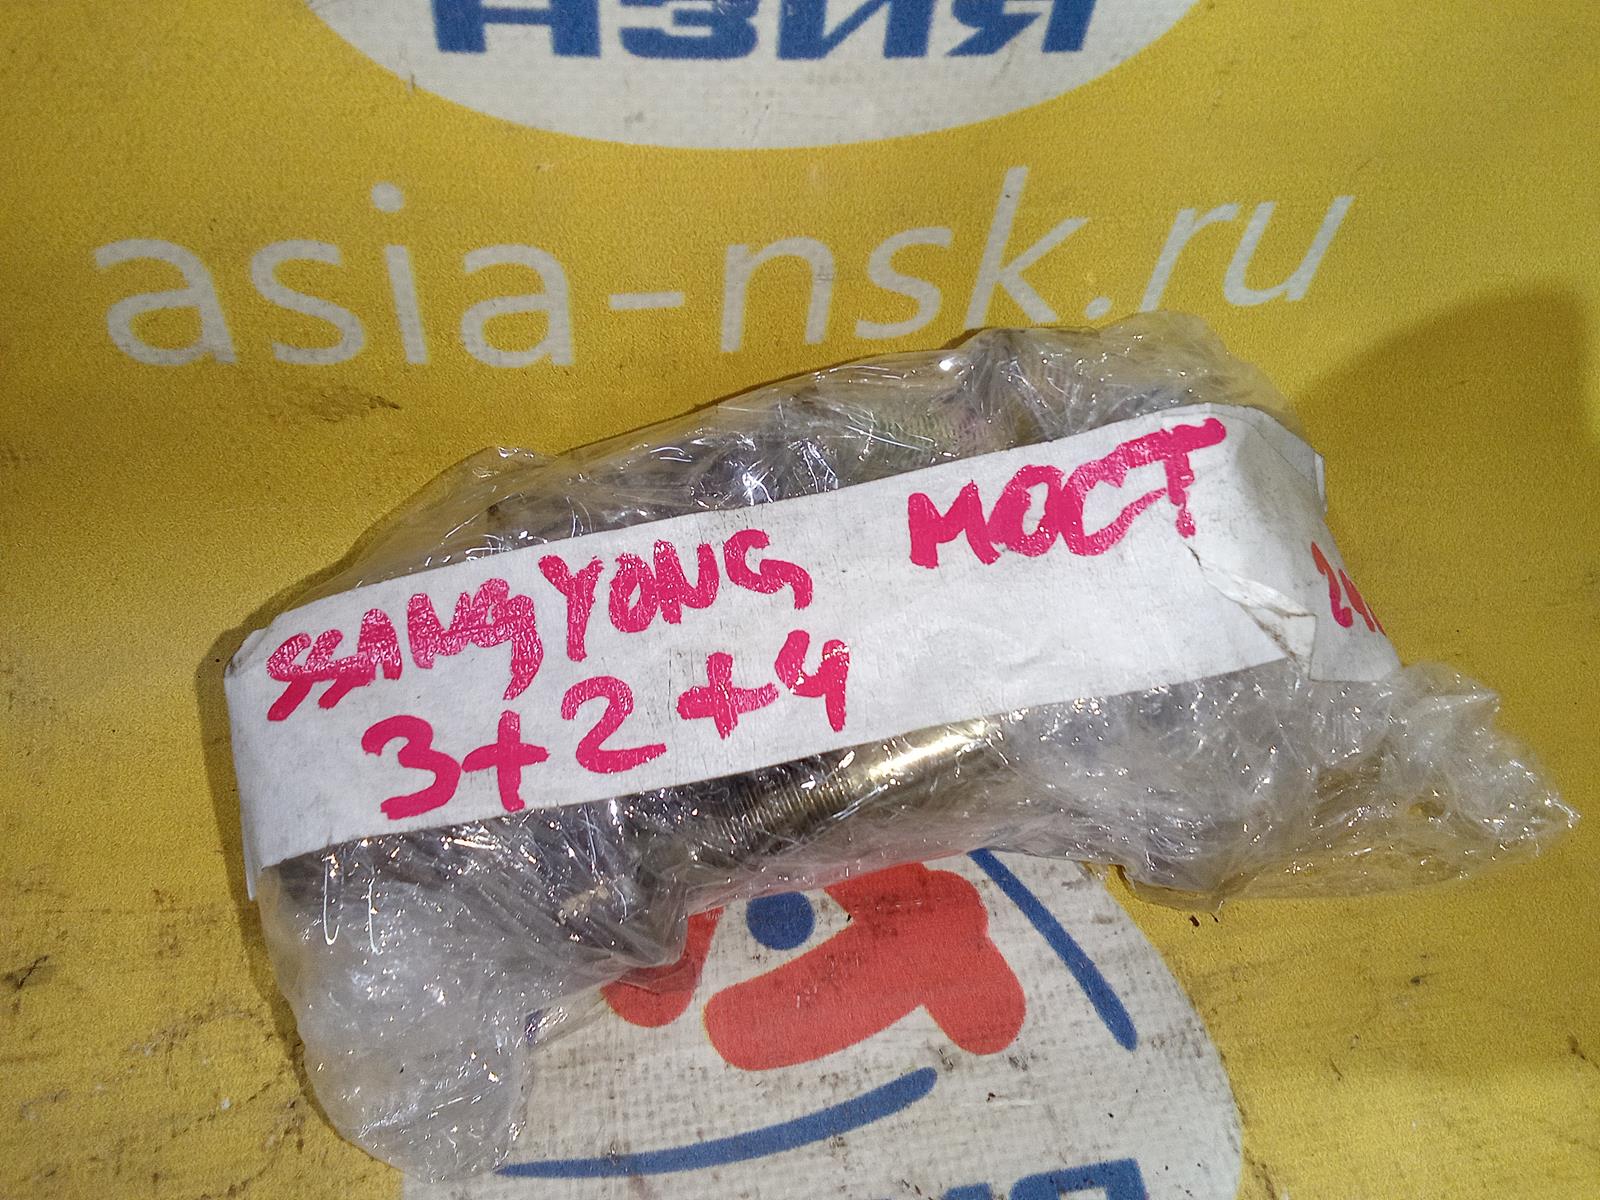 АЗИЯ
asia-nsk.ru
SSANGYONG МОСТ
3+2+4